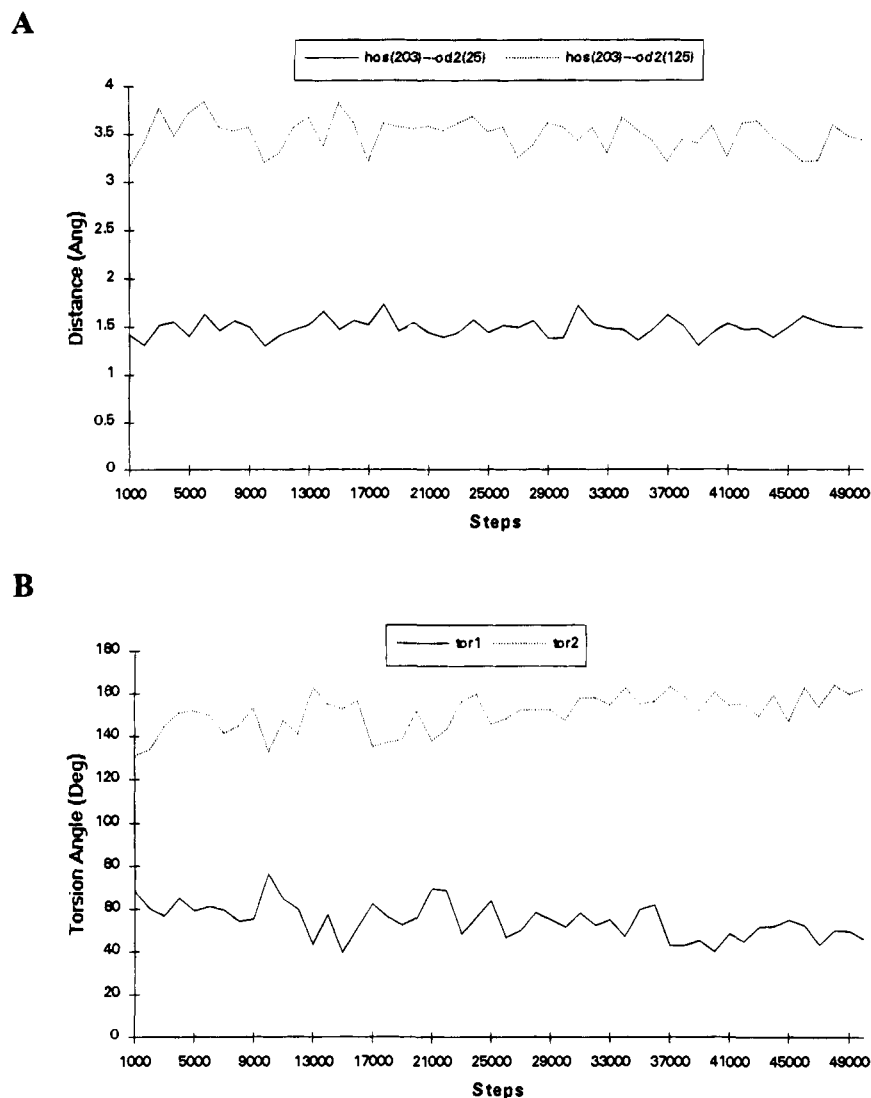 A
hos(203)---od2(25) hos(203)---od2(125)
4
3.5
3
2.5
2
1.5
1
0.5
0
Distance (Ang)
1000 5000 9000 13000 17000 21000 25000 29000 33000 37000 41000 45000 49000
Steps
B
tor1 tor2
180
160
140
120
100
80
60
40
20
0
Torsion Angle (Deg)
1000 5000 9000 13000 17000 21000 25000 29000 33000 37000 41000 45000 49000
Steps